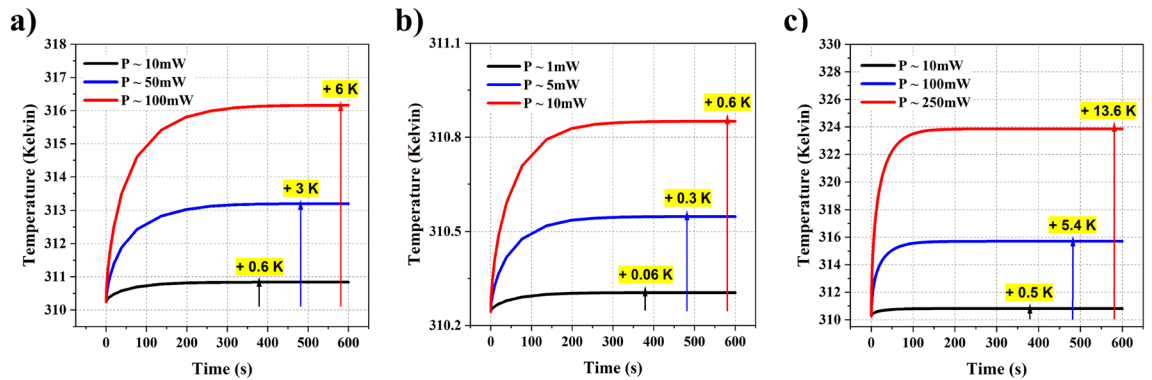 a)
318
317
316
314
313
312
311
310
P ~ 10mW
P ~ 50mW
P ~ 100mW
+ 6 K
+ 3 K
+ 0.6 K
0 100 200 300 400 500 600
Temperature (Kelvin)
Time (s)
b)
311.1
310.8
310.5
310.2
P ~ 1mW
P ~ 5mW
P ~ 10mW
+ 0.6 K
+ 0.3 K
+ 0.06 K
0 100 200 300 400 500 600
Temperature (Kelvin)
Time (s)
c)
330
328
326
324
321
319
317
316
314
312
310
P ~ 10mW
P ~ 100mW
P ~ 250mW
+ 13.6 K
+ 5.4 K
+ 0.5 K
0 100 200 300 400 500 600
Temperature (Kelvin)
Time (s)